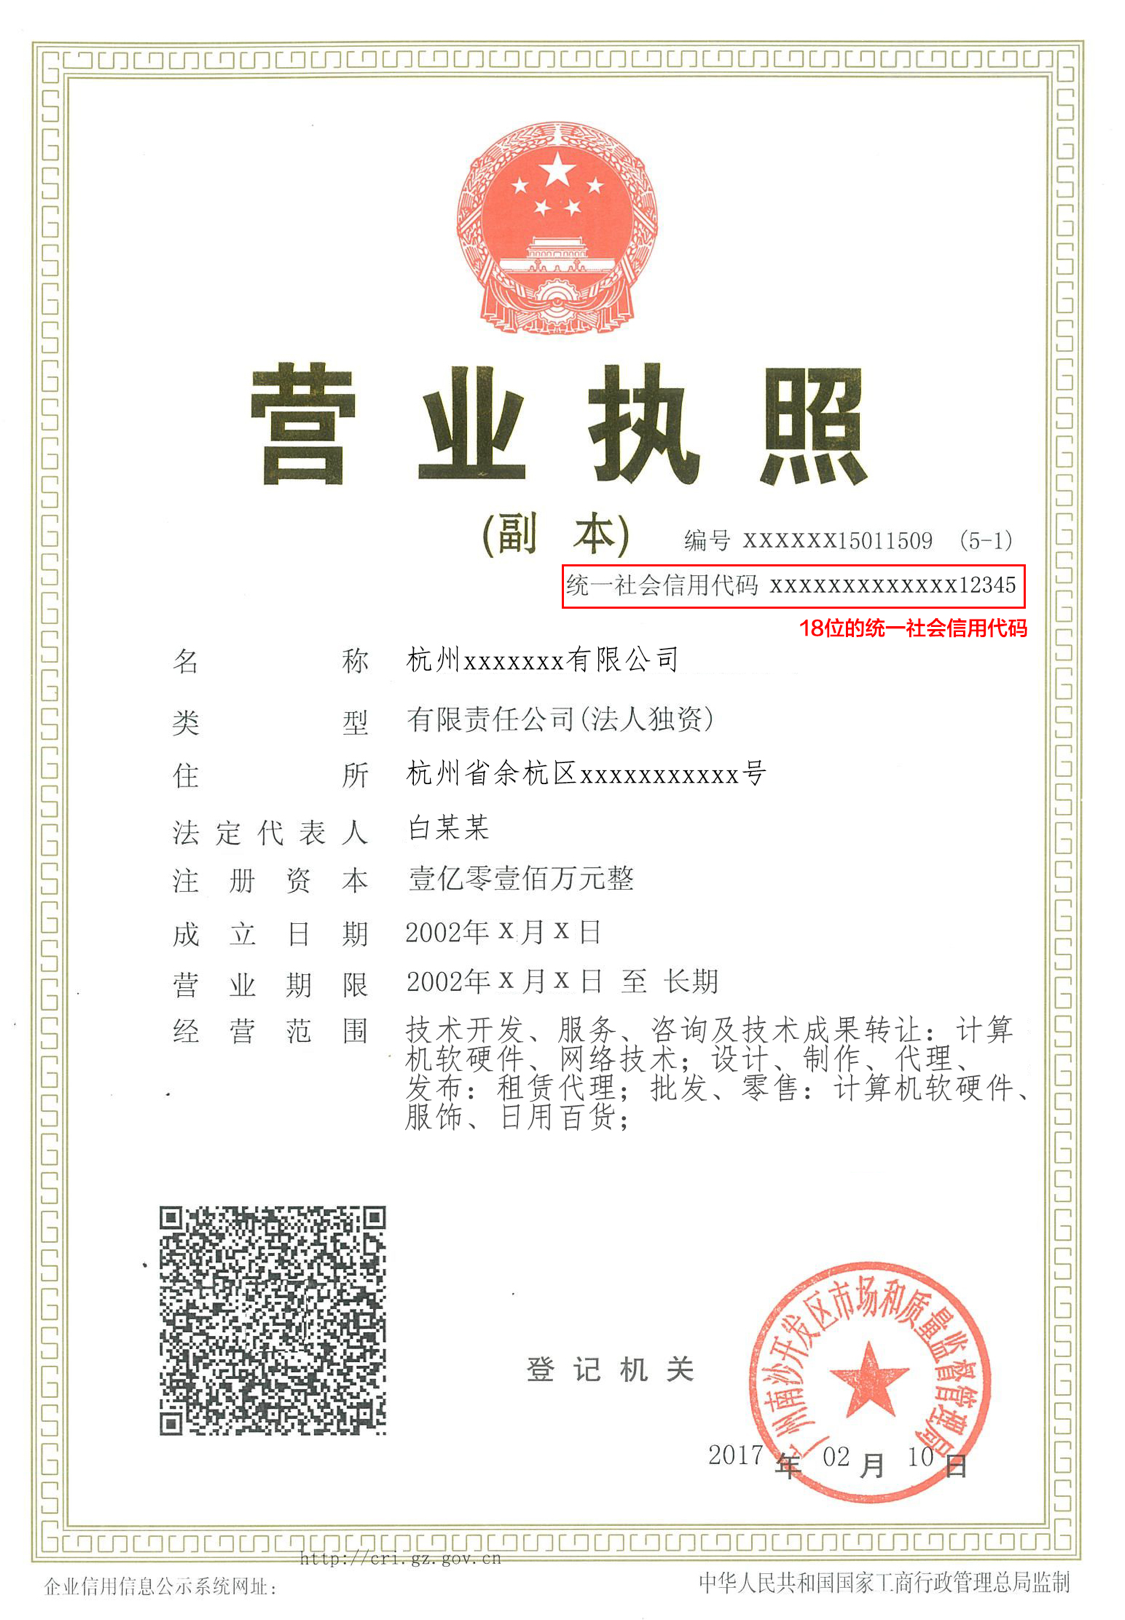 营业执照
(副 本)
编号 xxxxxx15011509 (5-1)
统一社会信用代码 xxxxxxxxxxxxx12345
18位的统一社会信用代码
名称 杭州xxxxxxx有限公司
类型 有限责任公司(法人独资)
住所 杭州省余杭区xxxxxxxxxxx号
法定代表人 白某某
注册资本 壹亿零壹佰万元整
成立日期 2002年 x 月 x 日
营业期限 2002年 x 月 x 日 至 长期
经营范围 技术开发、服务、咨询及技术成果转让：计算
机软硬件、网络技术；设计、制作、代理、
发布：租赁代理；批发、零售：计算机软硬件、
服饰、日用百货；
登记机关
广州南沙开发区市场和质量监督管理局
2017 年 02 月 10 日
http://cri.gz.gov.cn
企业信用信息公示系统网址：
中华人民共和国国家工商行政管理总局监制